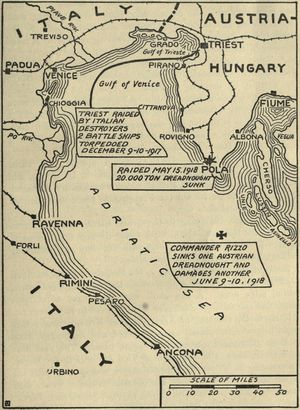 ITALY
PIAVE RIV.
TREVISO
AUSTRIA-
HUNGARY
GRADO
Gulf of Trieste
TRIEST
PADUA
VENICE
PIRANO
Gulf of Venice
CHIOGGIA
CITTANOVA
FIUME
TRIEST RAIDED
BY ITALIAN
DESTROYERS
2 BATTLE SHIPS
TORPEDOED
DECEMBER 9-10-1917
PO RIV.
ROVIGNO
ALBONA
POLA
RAIDED MAY 15, 1918
20,000 TON DREADNOUGHT
SUNK
CHERSO
ADRIATIC SEA
RAVENNA
FORLI
COMMANDER RIZZO
SINKS ONE AUSTRIAN
DREADNOUGHT AND
DAMAGES ANOTHER
JUNE 9-10, 1918
RIMINI
PESARO
ITALY
ANCONA
URBINO
SCALE OF MILES
0 10 20 30 40 50